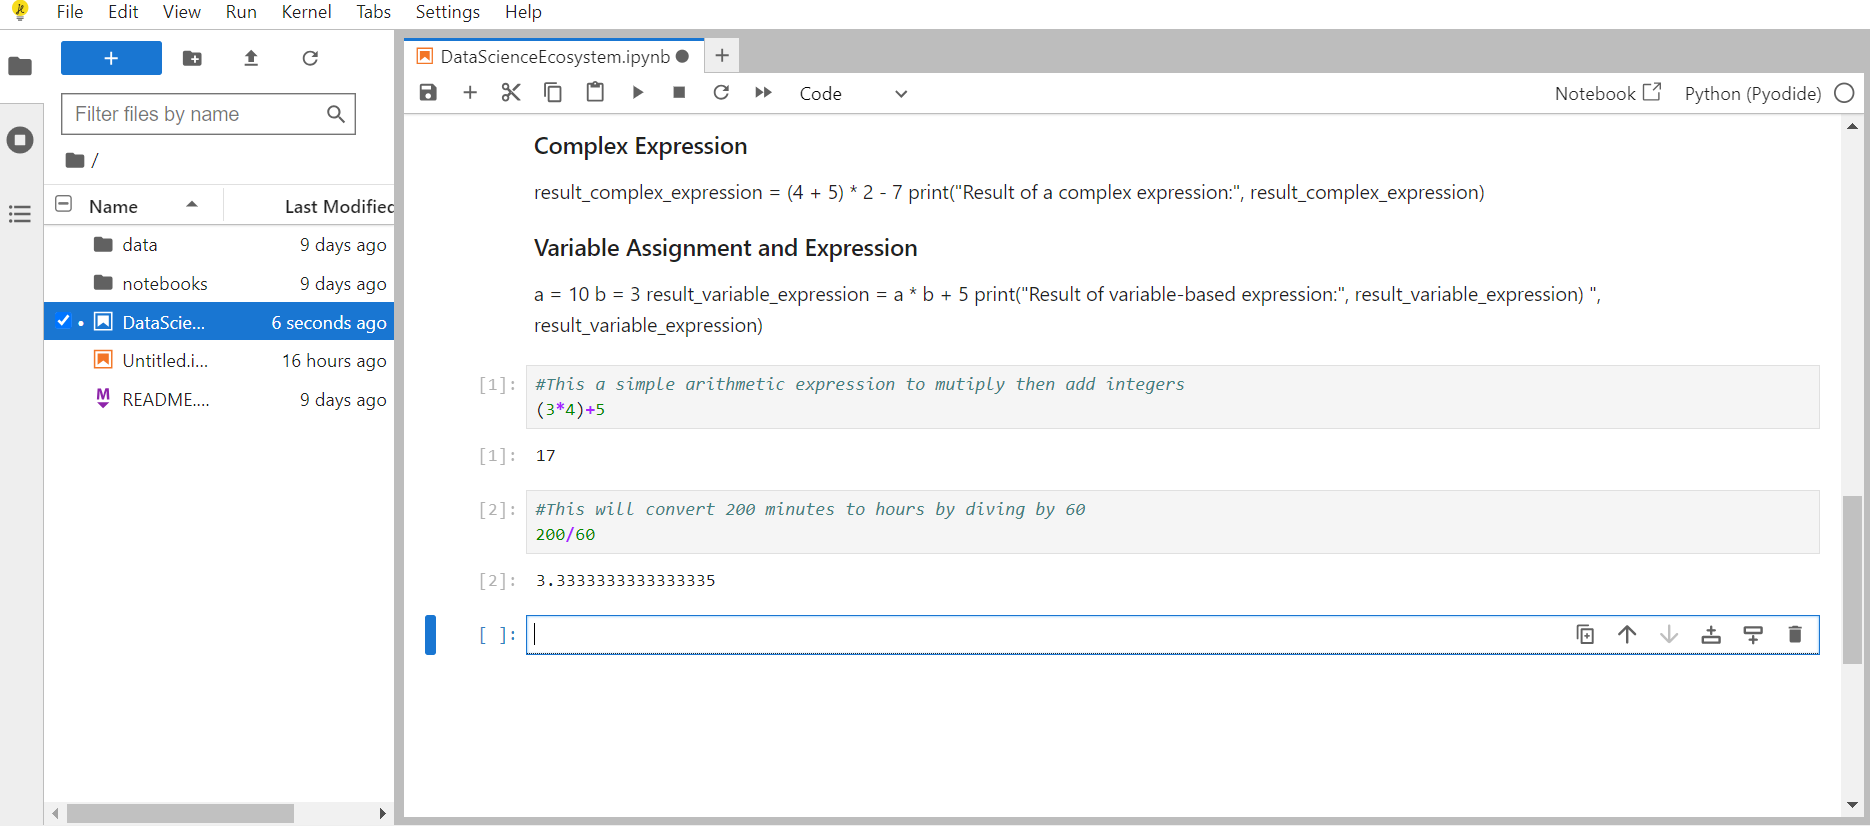 File Edit View Run Kernel Tabs Settings Help
+
Filter files by name
/
Name Last Modified
data 9 days ago
notebooks 9 days ago
DataScie... 6 seconds ago
Untitled.i... 16 hours ago
README.... 9 days ago
DataScienceEcosystem.ipynb
Code
Notebook
Python (Pyodide)
Complex Expression
result_complex_expression = (4 + 5) * 2 - 7 print("Result of a complex expression:", result_complex_expression)
Variable Assignment and Expression
a = 10 b = 3 result_variable_expression = a * b + 5 print("Result of variable-based expression:", result_variable_expression) ",
result_variable_expression)
[1]: #This a simple arithmetic expression to mutiply then add integers
(3*4)+5
[1]: 17
[2]: #This will convert 200 minutes to hours by diving by 60
200/60
[2]: 3.3333333333333335
[ ]: